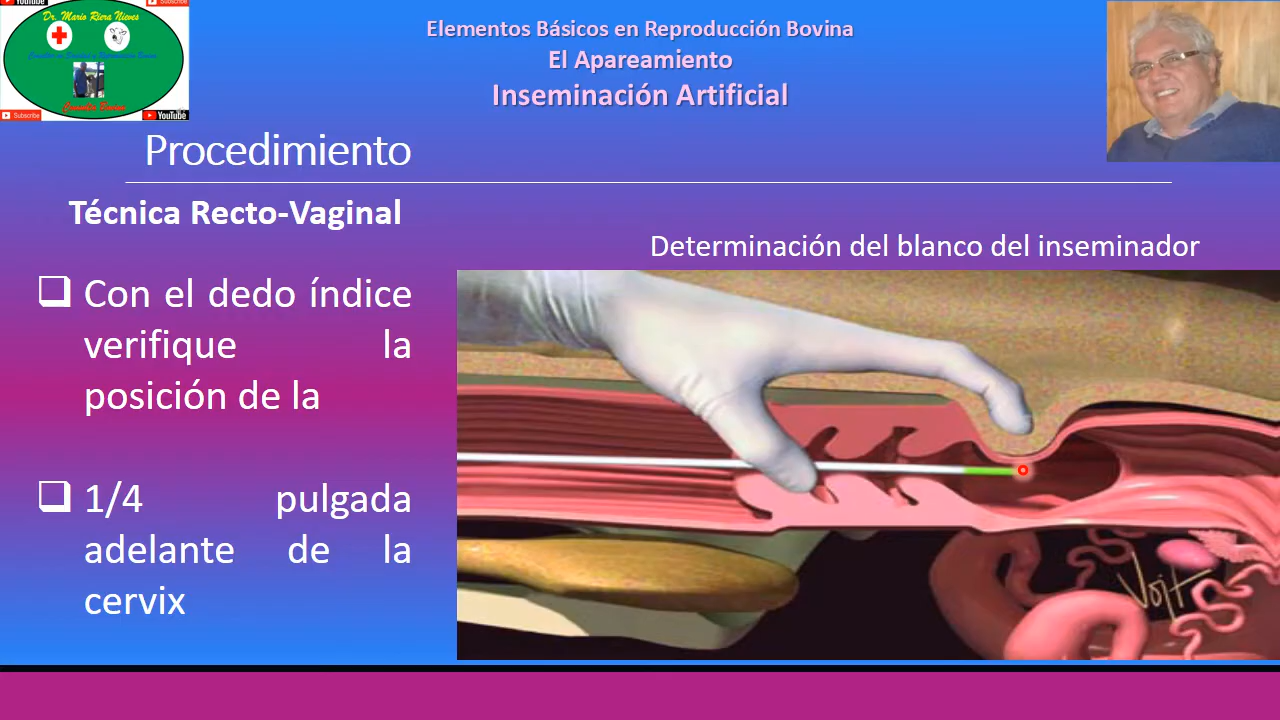 YouTube
Subscribe
Dr. Mario Riera Nieves
Subscribe
YouTube
Elementos Básicos en Reproducción Bovina
El Apareamiento
Inseminación Artificial
Procedimiento
Técnica Recto-Vaginal
Determinación del blanco del inseminador
Con el dedo índice
verifique la
posición de la
1/4 pulgada
adelante de la
cervix
Vojt